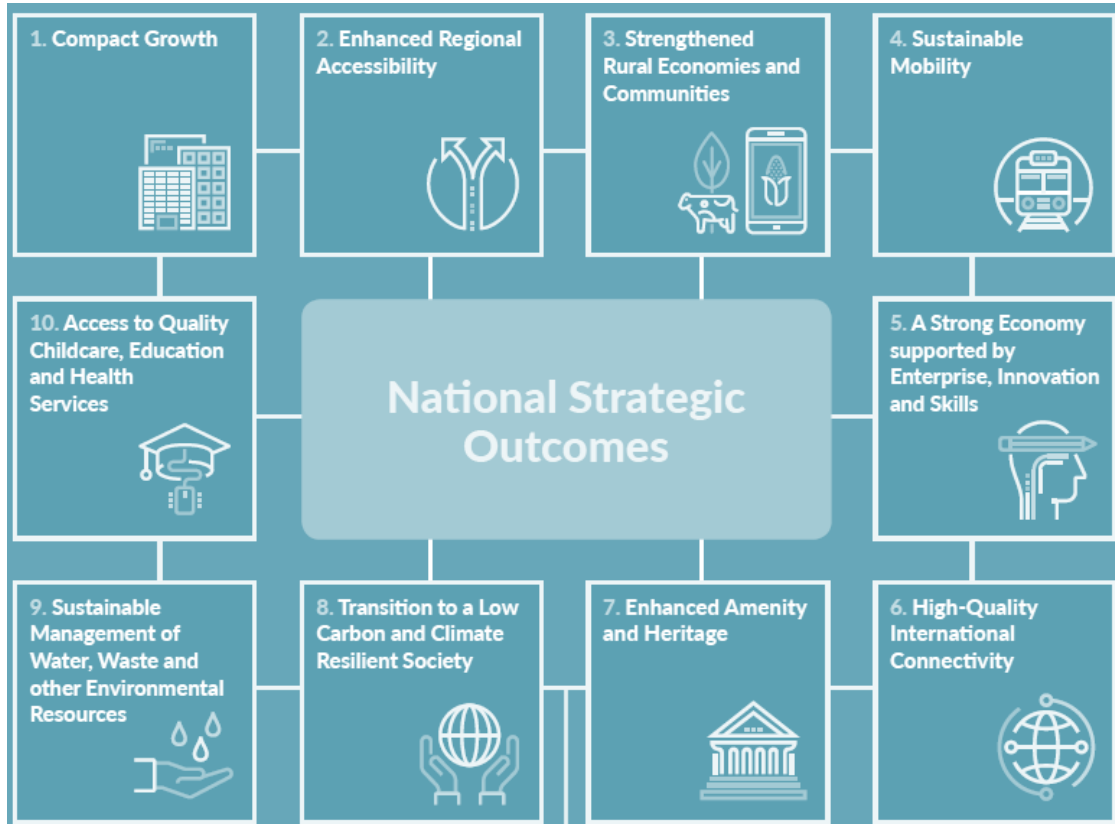 1. Compact Growth
2. Enhanced Regional
Accessibility
3. Strengthened
Rural Economies and
Communities
4. Sustainable
Mobility
10. Access to Quality
Childcare, Education
and Health
Services
National Strategic
Outcomes
5. A Strong Economy
supported by
Enterprise, Innovation
and Skills
9. Sustainable
Management of
Water, Waste and
other Environmental
Resources
8. Transition to a Low
Carbon and Climate
Resilient Society
7. Enhanced Amenity
and Heritage
6. High-Quality
International
Connectivity